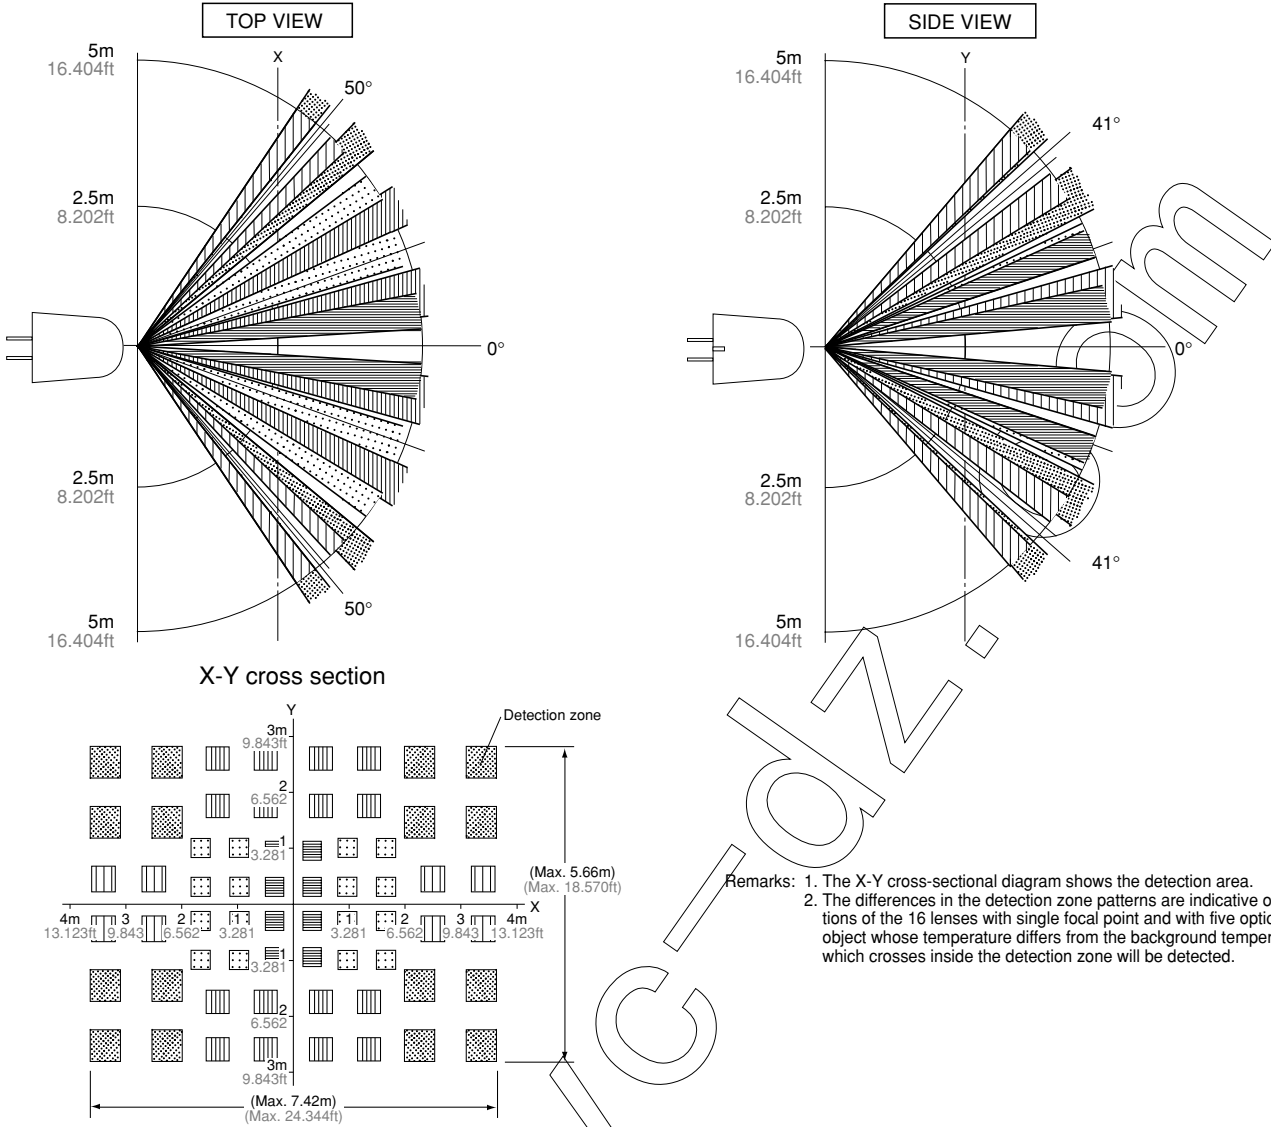 TOP VIEW
5m
16.404ft
X
50°
2.5m
8.202ft
0°
2.5m
8.202ft
50°
5m
16.404ft
SIDE VIEW
5m
16.404ft
Y
41°
2.5m
8.202ft
0°
2.5m
8.202ft
41°
5m
16.404ft
X-Y cross section
Y
Detection zone
3m
9.843ft
2
6.562
1
3.281
(Max. 5.66m)
(Max. 18.570ft)
X
4m 3 2 1 1 2 3 4m
13.123ft 9.843 6.562 3.281 3.281 6.562 9.843 13.123ft
1
3.281
2
6.562
3m
9.843ft
(Max. 7.42m)
(Max. 24.344ft)
Remarks: 1. The X-Y cross-sectional diagram shows the detection area.
2. The differences in the detection zone patterns are indicative o
tions of the 16 lenses with single focal point and with five optic
object whose temperature differs from the background temper
which crosses inside the detection zone will be detected.
/c-dz.com